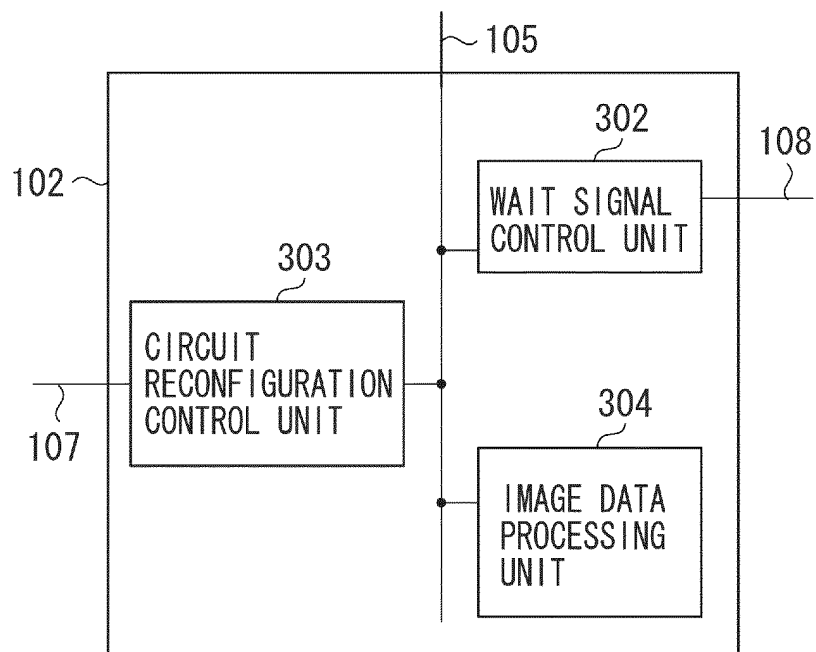 105
302
108
102
WAIT SIGNAL
CONTROL UNIT
303
CIRCUIT
RECONFIGURATION
CONTROL UNIT
107
304
IMAGE DATA
PROCESSING
UNIT